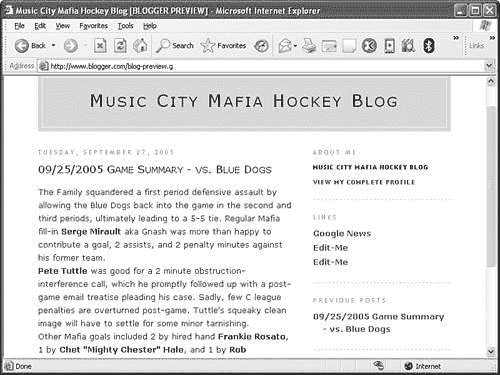 Music City Mafia Hockey Blog [BLOGGER PREVIEW] - Microsoft Internet Explorer
File Edit View Favorites Tools Help
Back Search Favorites Links
Address http://www.blogger.com/blog-preview.g
Music City Mafia Hockey Blog
TUESDAY, SEPTEMBER 27, 2005
09/25/2005 Game Summary - vs. Blue Dogs
The Family squandered a first period defensive assault by
allowing the Blue Dogs back into the game in the second and
third periods, ultimately leading to a 5-5 tie. Regular Mafia
fill-in Serge Mirault aka Gnash was more than happy to
contribute a goal, 2 assists, and 2 penalty minutes against
his former team.
Pete Tuttle was good for a 2 minute obstruction-
interference call, which he promptly followed up with a post-
game email treatise pleading his case. Sadly, few C league
penalties are overturned post-game. Tuttle's squeaky clean
image will have to settle for some minor tarnishing.
Other Mafia goals included 2 by hired hand Frankie Rosato,
1 by Chet "Mighty Chester" Hale, and 1 by Rob
ABOUT ME
MUSIC CITY MAFIA HOCKEY BLOG
VIEW MY COMPLETE PROFILE
LINKS
Google News
Edit-Me
Edit-Me
PREVIOUS POSTS
09/25/2005 Game Summary
- vs. Blue Dogs
Done Internet